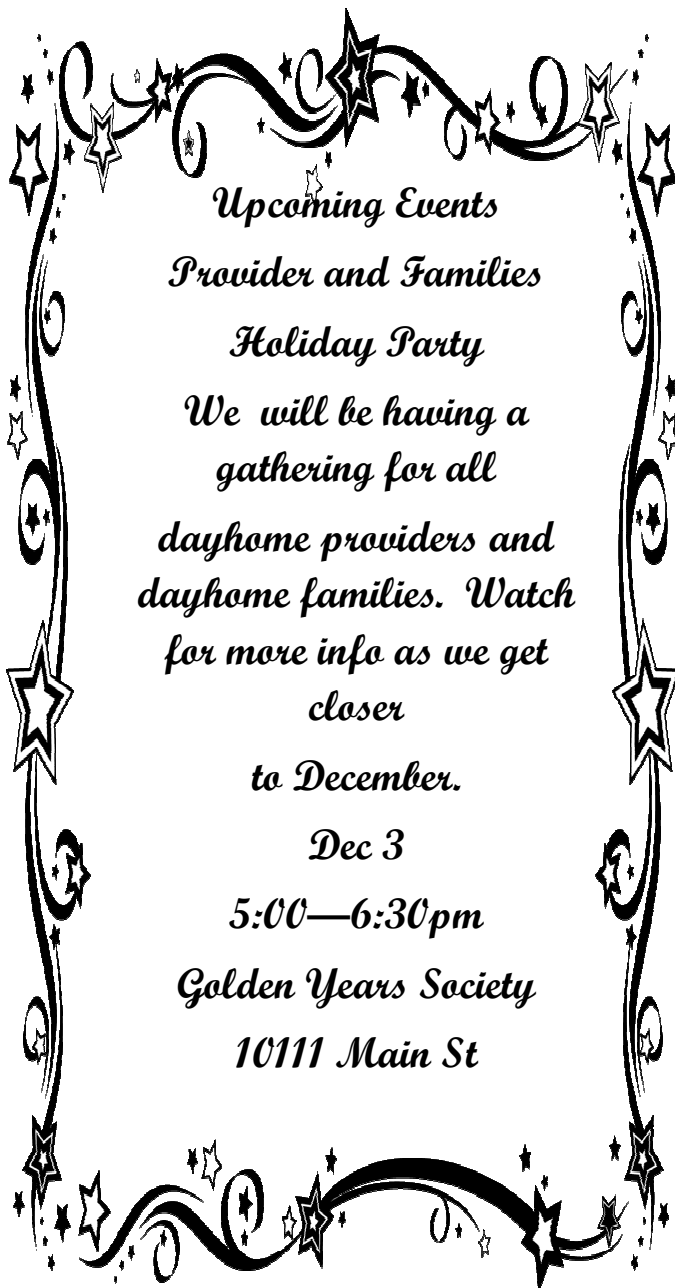 Upcoming Events
Provider and Families
Holiday Party
We  will be having a
gathering for all
dayhome providers and
dayhome families.  Watch
for more info as we get
closer
to December.
Dec 3
5:00—6:30pm
Golden Years Society
10111 Main St